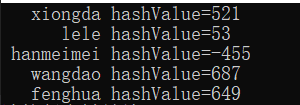 xiongda hashValue=521
lele hashValue=53
hanmeimei hashValue=-455
wangdao hashValue=687
fenghua hashValue=649